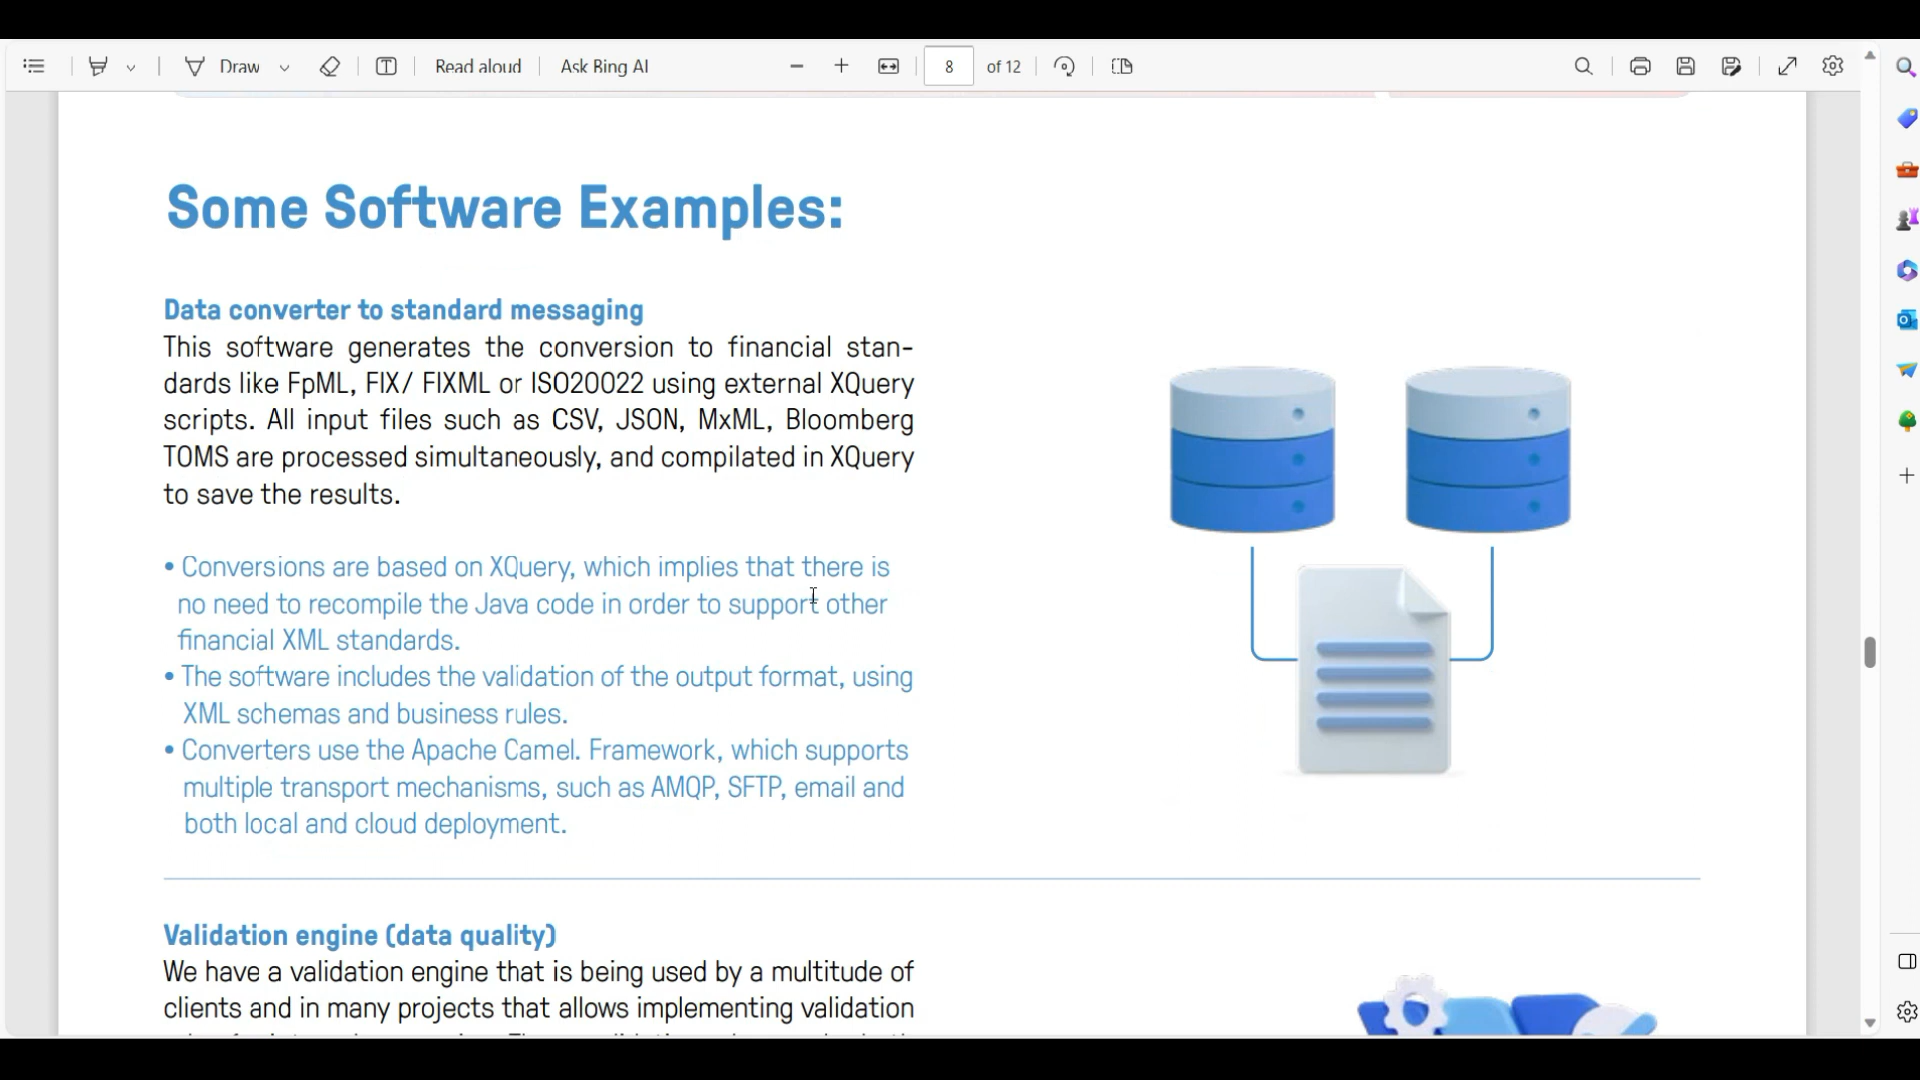 Draw
Read aloud
Ask Bing AI
8 of 12
Some Software Examples:
Data converter to standard messaging
This software generates the conversion to financial stan-
dards like FpML, FIX/ FIXML or ISO20022 using external XQuery
scripts. All input files such as CSV, JSON, MxML, Bloomberg
TOMS are processed simultaneously, and compilated in XQuery
to save the results.
• Conversions are based on XQuery, which implies that there is
no need to recompile the Java code in order to support other
financial XML standards.
• The software includes the validation of the output format, using
XML schemas and business rules.
• Converters use the Apache Camel. Framework, which supports
multiple transport mechanisms, such as AMQP, SFTP, email and
both local and cloud deployment.
Validation engine (data quality)
We have a validation engine that is being used by a multitude of
clients and in many projects that allows implementing validation